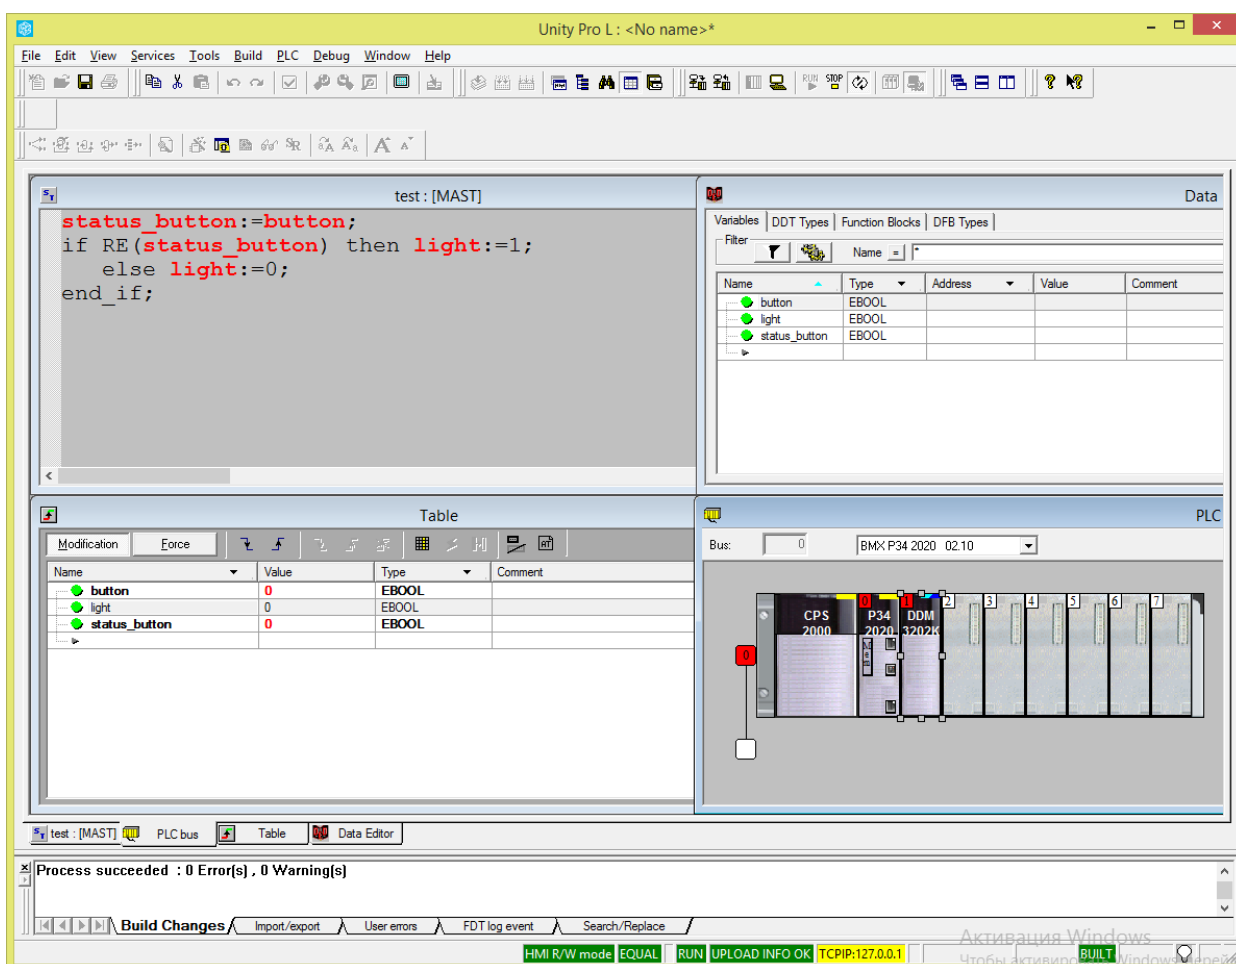 Unity Pro L : <No name>*
File Edit View Services Tools Build PLC Debug Window Help
test : [MAST]
status_button:=button;
if RE(status_button) then light:=1;
else light:=0;
end_if;
Data
Variables DDT Types Function Blocks DFB Types
Filter
Name = *
Name Type Address Value Comment
button EBOOL
light EBOOL
status_button EBOOL
Table
Modification Force
Name Value Type Comment
button 0 EBOOL
light 0 EBOOL
status_button 0 EBOOL
PLC
Bus: 0 BMX P34 2020 02.10
0 1 2 3 4 5 6 7
CPS P34 DDM
2000 2020 3202K
0
test : [MAST] PLC bus Table Data Editor
Process succeeded : 0 Error(s) , 0 Warning(s)
Build Changes Import/export User errors FDT log event Search/Replace
Активация Windows
HMI R/W mode EQUAL RUN UPLOAD INFO OK TCPIP:127.0.0.1 BUILT